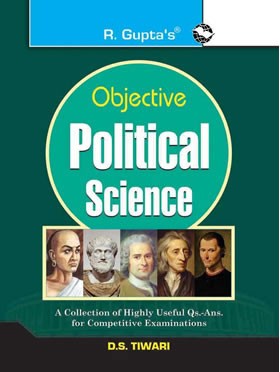 R. Gupta's®
Objective
Political
Science
A Collection of Highly Useful Qs.-Ans.
for Competitive Examinations
D.S. TIWARI